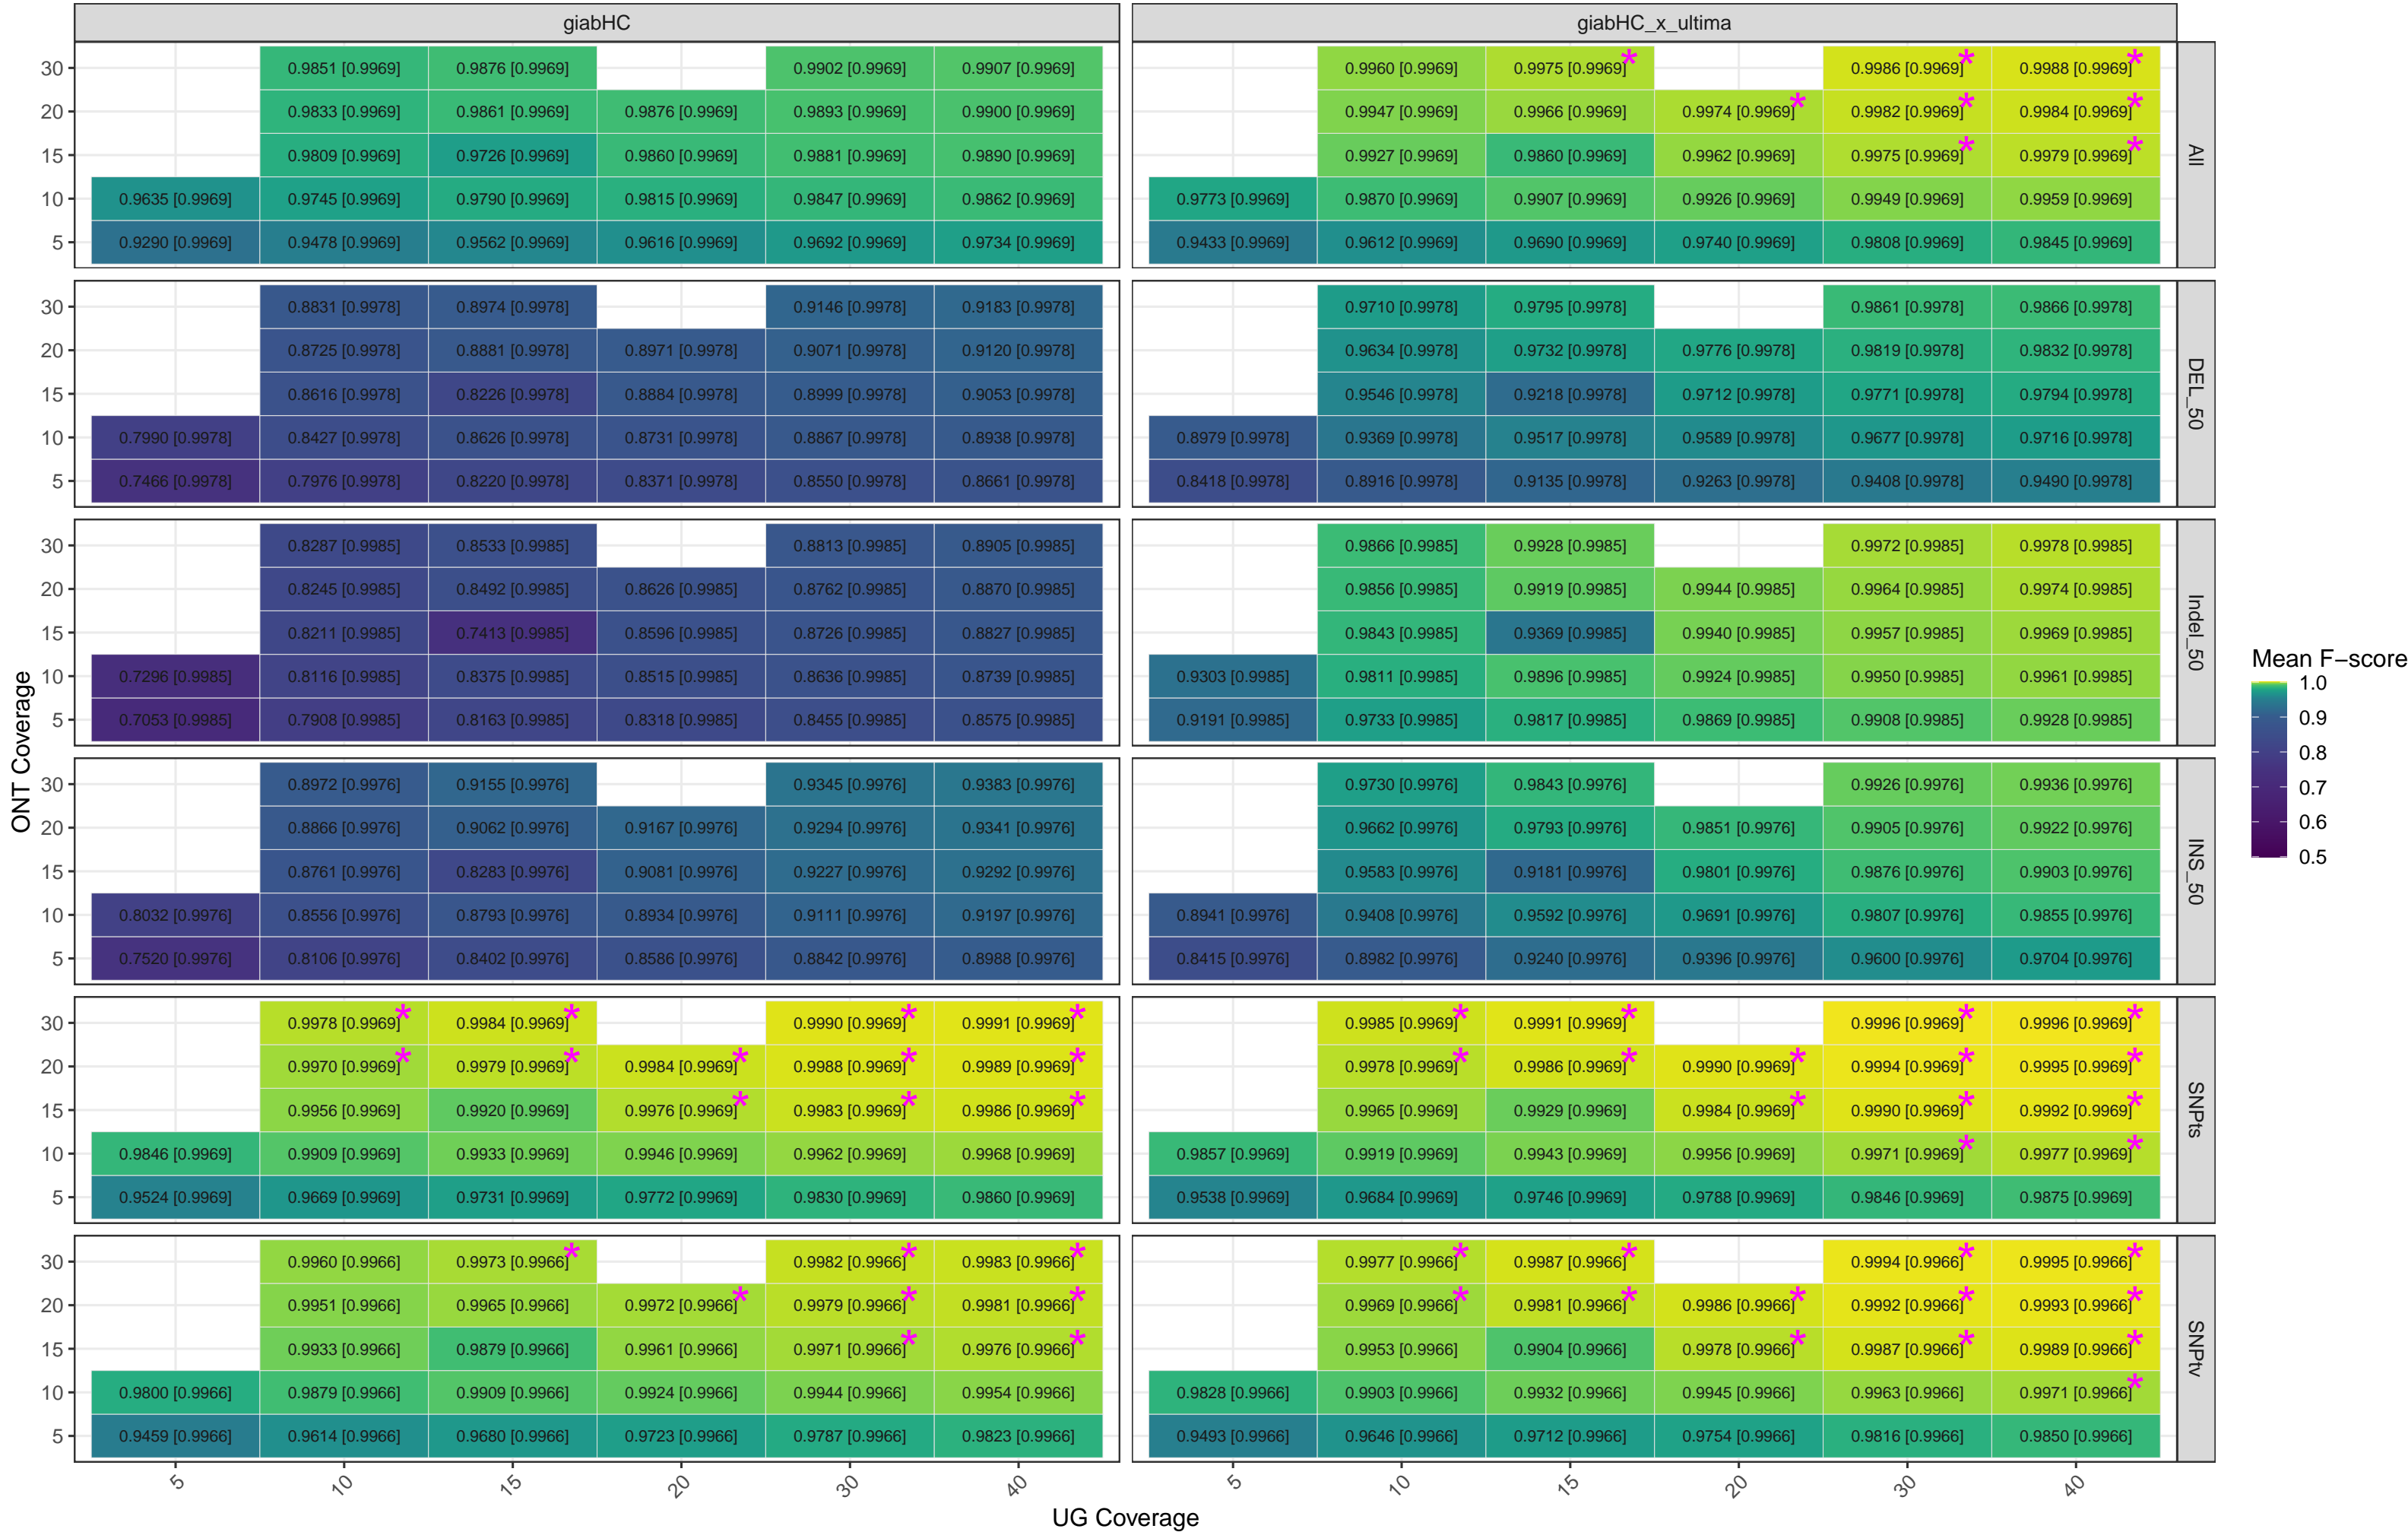 giabHC giabHC_x_ultima
30 0.9851 [0.9969] 0.9876 [0.9969] 0.9902 [0.9969] 0.9907 [0.9969] 0.9960 [0.9969] 0.9975 [0.9969]* 0.9986 [0.9969]* 0.9988 [0.9969]*
20 0.9833 [0.9969] 0.9861 [0.9969] 0.9876 [0.9969] 0.9893 [0.9969] 0.9900 [0.9969] 0.9947 [0.9969] 0.9966 [0.9969] 0.9974 [0.9969]* 0.9982 [0.9969]* 0.9984 [0.9969]*
15 0.9809 [0.9969] 0.9726 [0.9969] 0.9860 [0.9969] 0.9881 [0.9969] 0.9890 [0.9969] 0.9927 [0.9969] 0.9860 [0.9969] 0.9962 [0.9969] 0.9975 [0.9969]* 0.9979 [0.9969]*
10 0.9635 [0.9969] 0.9745 [0.9969] 0.9790 [0.9969] 0.9815 [0.9969] 0.9847 [0.9969] 0.9862 [0.9969] 0.9773 [0.9969] 0.9870 [0.9969] 0.9907 [0.9969] 0.9926 [0.9969] 0.9949 [0.9969] 0.9959 [0.9969]
5 0.9290 [0.9969] 0.9478 [0.9969] 0.9562 [0.9969] 0.9616 [0.9969] 0.9692 [0.9969] 0.9734 [0.9969] 0.9433 [0.9969] 0.9612 [0.9969] 0.9690 [0.9969] 0.9740 [0.9969] 0.9808 [0.9969] 0.9845 [0.9969]
All
30 0.8831 [0.9978] 0.8974 [0.9978] 0.9146 [0.9978] 0.9183 [0.9978] 0.9710 [0.9978] 0.9795 [0.9978] 0.9861 [0.9978] 0.9866 [0.9978]
20 0.8725 [0.9978] 0.8881 [0.9978] 0.8971 [0.9978] 0.9071 [0.9978] 0.9120 [0.9978] 0.9634 [0.9978] 0.9732 [0.9978] 0.9776 [0.9978] 0.9819 [0.9978] 0.9832 [0.9978]
15 0.8616 [0.9978] 0.8226 [0.9978] 0.8884 [0.9978] 0.8999 [0.9978] 0.9053 [0.9978] 0.9546 [0.9978] 0.9218 [0.9978] 0.9712 [0.9978] 0.9771 [0.9978] 0.9794 [0.9978]
10 0.7990 [0.9978] 0.8427 [0.9978] 0.8626 [0.9978] 0.8731 [0.9978] 0.8867 [0.9978] 0.8938 [0.9978] 0.8979 [0.9978] 0.9369 [0.9978] 0.9517 [0.9978] 0.9589 [0.9978] 0.9677 [0.9978] 0.9716 [0.9978]
5 0.7466 [0.9978] 0.7976 [0.9978] 0.8220 [0.9978] 0.8371 [0.9978] 0.8550 [0.9978] 0.8661 [0.9978] 0.8418 [0.9978] 0.8916 [0.9978] 0.9135 [0.9978] 0.9263 [0.9978] 0.9408 [0.9978] 0.9490 [0.9978]
DEL_50
30 0.8287 [0.9985] 0.8533 [0.9985] 0.8813 [0.9985] 0.8905 [0.9985] 0.9866 [0.9985] 0.9928 [0.9985] 0.9972 [0.9985] 0.9978 [0.9985]
20 0.8245 [0.9985] 0.8492 [0.9985] 0.8626 [0.9985] 0.8762 [0.9985] 0.8870 [0.9985] 0.9856 [0.9985] 0.9919 [0.9985] 0.9944 [0.9985] 0.9964 [0.9985] 0.9974 [0.9985]
15 0.8211 [0.9985] 0.7413 [0.9985] 0.8596 [0.9985] 0.8726 [0.9985] 0.8827 [0.9985] 0.9843 [0.9985] 0.9369 [0.9985] 0.9940 [0.9985] 0.9957 [0.9985] 0.9969 [0.9985]
10 0.7296 [0.9985] 0.8116 [0.9985] 0.8375 [0.9985] 0.8515 [0.9985] 0.8636 [0.9985] 0.8739 [0.9985] 0.9303 [0.9985] 0.9811 [0.9985] 0.9896 [0.9985] 0.9924 [0.9985] 0.9950 [0.9985] 0.9961 [0.9985]
5 0.7053 [0.9985] 0.7908 [0.9985] 0.8163 [0.9985] 0.8318 [0.9985] 0.8455 [0.9985] 0.8575 [0.9985] 0.9191 [0.9985] 0.9733 [0.9985] 0.9817 [0.9985] 0.9869 [0.9985] 0.9908 [0.9985] 0.9928 [0.9985]
Indel_50
30 0.8972 [0.9976] 0.9155 [0.9976] 0.9345 [0.9976] 0.9383 [0.9976] 0.9730 [0.9976] 0.9843 [0.9976] 0.9926 [0.9976] 0.9936 [0.9976]
20 0.8866 [0.9976] 0.9062 [0.9976] 0.9167 [0.9976] 0.9294 [0.9976] 0.9341 [0.9976] 0.9662 [0.9976] 0.9793 [0.9976] 0.9851 [0.9976] 0.9905 [0.9976] 0.9922 [0.9976]
15 0.8761 [0.9976] 0.8283 [0.9976] 0.9081 [0.9976] 0.9227 [0.9976] 0.9292 [0.9976] 0.9583 [0.9976] 0.9181 [0.9976] 0.9801 [0.9976] 0.9876 [0.9976] 0.9903 [0.9976]
10 0.8032 [0.9976] 0.8556 [0.9976] 0.8793 [0.9976] 0.8934 [0.9976] 0.9111 [0.9976] 0.9197 [0.9976] 0.8941 [0.9976] 0.9408 [0.9976] 0.9592 [0.9976] 0.9691 [0.9976] 0.9807 [0.9976] 0.9855 [0.9976]
5 0.7520 [0.9976] 0.8106 [0.9976] 0.8402 [0.9976] 0.8586 [0.9976] 0.8842 [0.9976] 0.8988 [0.9976] 0.8415 [0.9976] 0.8982 [0.9976] 0.9240 [0.9976] 0.9396 [0.9976] 0.9600 [0.9976] 0.9704 [0.9976]
INS_50
30 0.9978 [0.9969]* 0.9984 [0.9969]* 0.9990 [0.9969]* 0.9991 [0.9969]* 0.9985 [0.9969]* 0.9991 [0.9969]* 0.9996 [0.9969]* 0.9996 [0.9969]*
20 0.9970 [0.9969]* 0.9979 [0.9969]* 0.9984 [0.9969]* 0.9988 [0.9969]* 0.9989 [0.9969]* 0.9978 [0.9969]* 0.9986 [0.9969]* 0.9990 [0.9969]* 0.9994 [0.9969]* 0.9995 [0.9969]*
15 0.9956 [0.9969] 0.9920 [0.9969] 0.9976 [0.9969]* 0.9983 [0.9969]* 0.9986 [0.9969]* 0.9965 [0.9969] 0.9929 [0.9969] 0.9984 [0.9969]* 0.9990 [0.9969]* 0.9992 [0.9969]*
10 0.9846 [0.9969] 0.9909 [0.9969] 0.9933 [0.9969] 0.9946 [0.9969] 0.9962 [0.9969] 0.9968 [0.9969] 0.9857 [0.9969] 0.9919 [0.9969] 0.9943 [0.9969] 0.9956 [0.9969] 0.9971 [0.9969]* 0.9977 [0.9969]*
5 0.9524 [0.9969] 0.9669 [0.9969] 0.9731 [0.9969] 0.9772 [0.9969] 0.9830 [0.9969] 0.9860 [0.9969] 0.9538 [0.9969] 0.9684 [0.9969] 0.9746 [0.9969] 0.9788 [0.9969] 0.9846 [0.9969] 0.9875 [0.9969]
SNPts
30 0.9960 [0.9966] 0.9973 [0.9966]* 0.9982 [0.9966]* 0.9983 [0.9966]* 0.9977 [0.9966]* 0.9987 [0.9966]* 0.9994 [0.9966]* 0.9995 [0.9966]*
20 0.9951 [0.9966] 0.9965 [0.9966] 0.9972 [0.9966]* 0.9979 [0.9966]* 0.9981 [0.9966]* 0.9969 [0.9966]* 0.9981 [0.9966]* 0.9986 [0.9966]* 0.9992 [0.9966]* 0.9993 [0.9966]*
15 0.9933 [0.9966] 0.9879 [0.9966] 0.9961 [0.9966] 0.9971 [0.9966]* 0.9976 [0.9966]* 0.9953 [0.9966] 0.9904 [0.9966] 0.9978 [0.9966]* 0.9987 [0.9966]* 0.9989 [0.9966]*
10 0.9800 [0.9966] 0.9879 [0.9966] 0.9909 [0.9966] 0.9924 [0.9966] 0.9944 [0.9966] 0.9954 [0.9966] 0.9828 [0.9966] 0.9903 [0.9966] 0.9932 [0.9966] 0.9945 [0.9966] 0.9963 [0.9966] 0.9971 [0.9966]*
5 0.9459 [0.9966] 0.9614 [0.9966] 0.9680 [0.9966] 0.9723 [0.9966] 0.9787 [0.9966] 0.9823 [0.9966] 0.9493 [0.9966] 0.9646 [0.9966] 0.9712 [0.9966] 0.9754 [0.9966] 0.9816 [0.9966] 0.9850 [0.9966]
SNPtv
5 10 15 20 30 40 5 10 15 20 30 40
UG Coverage
ONT Coverage
Mean F−score
1.0
0.9
0.8
0.7
0.6
0.5